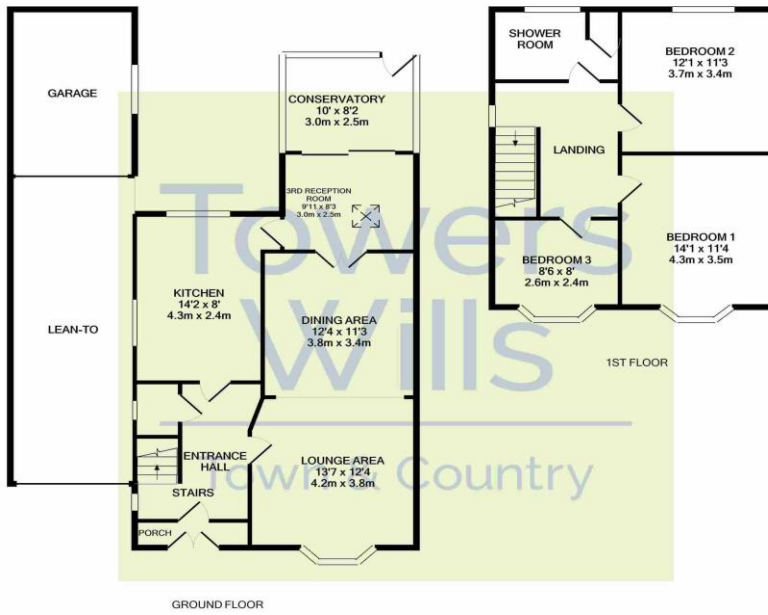 GARAGE
LEAN-TO
CONSERVATORY
10' x 8'2
3.0m x 2.5m
3RD RECEPTION
ROOM
9'11 x 8'3
3.0m x 2.5m
KITCHEN
14'2 x 8'
4.3m x 2.4m
DINING AREA
12'4 x 11'3
3.8m x 3.4m
ENTRANCE
HALL
STAIRS
PORCH
LOUNGE AREA
13'7 x 12'4
4.2m x 3.8m
GROUND FLOOR
SHOWER
ROOM
BEDROOM 2
12'1 x 11'3
3.7m x 3.4m
LANDING
BEDROOM 1
14'1 x 11'4
4.3m x 3.5m
BEDROOM 3
8'6 x 8'
2.6m x 2.4m
1ST FLOOR
Towers
Wills
Town & Country